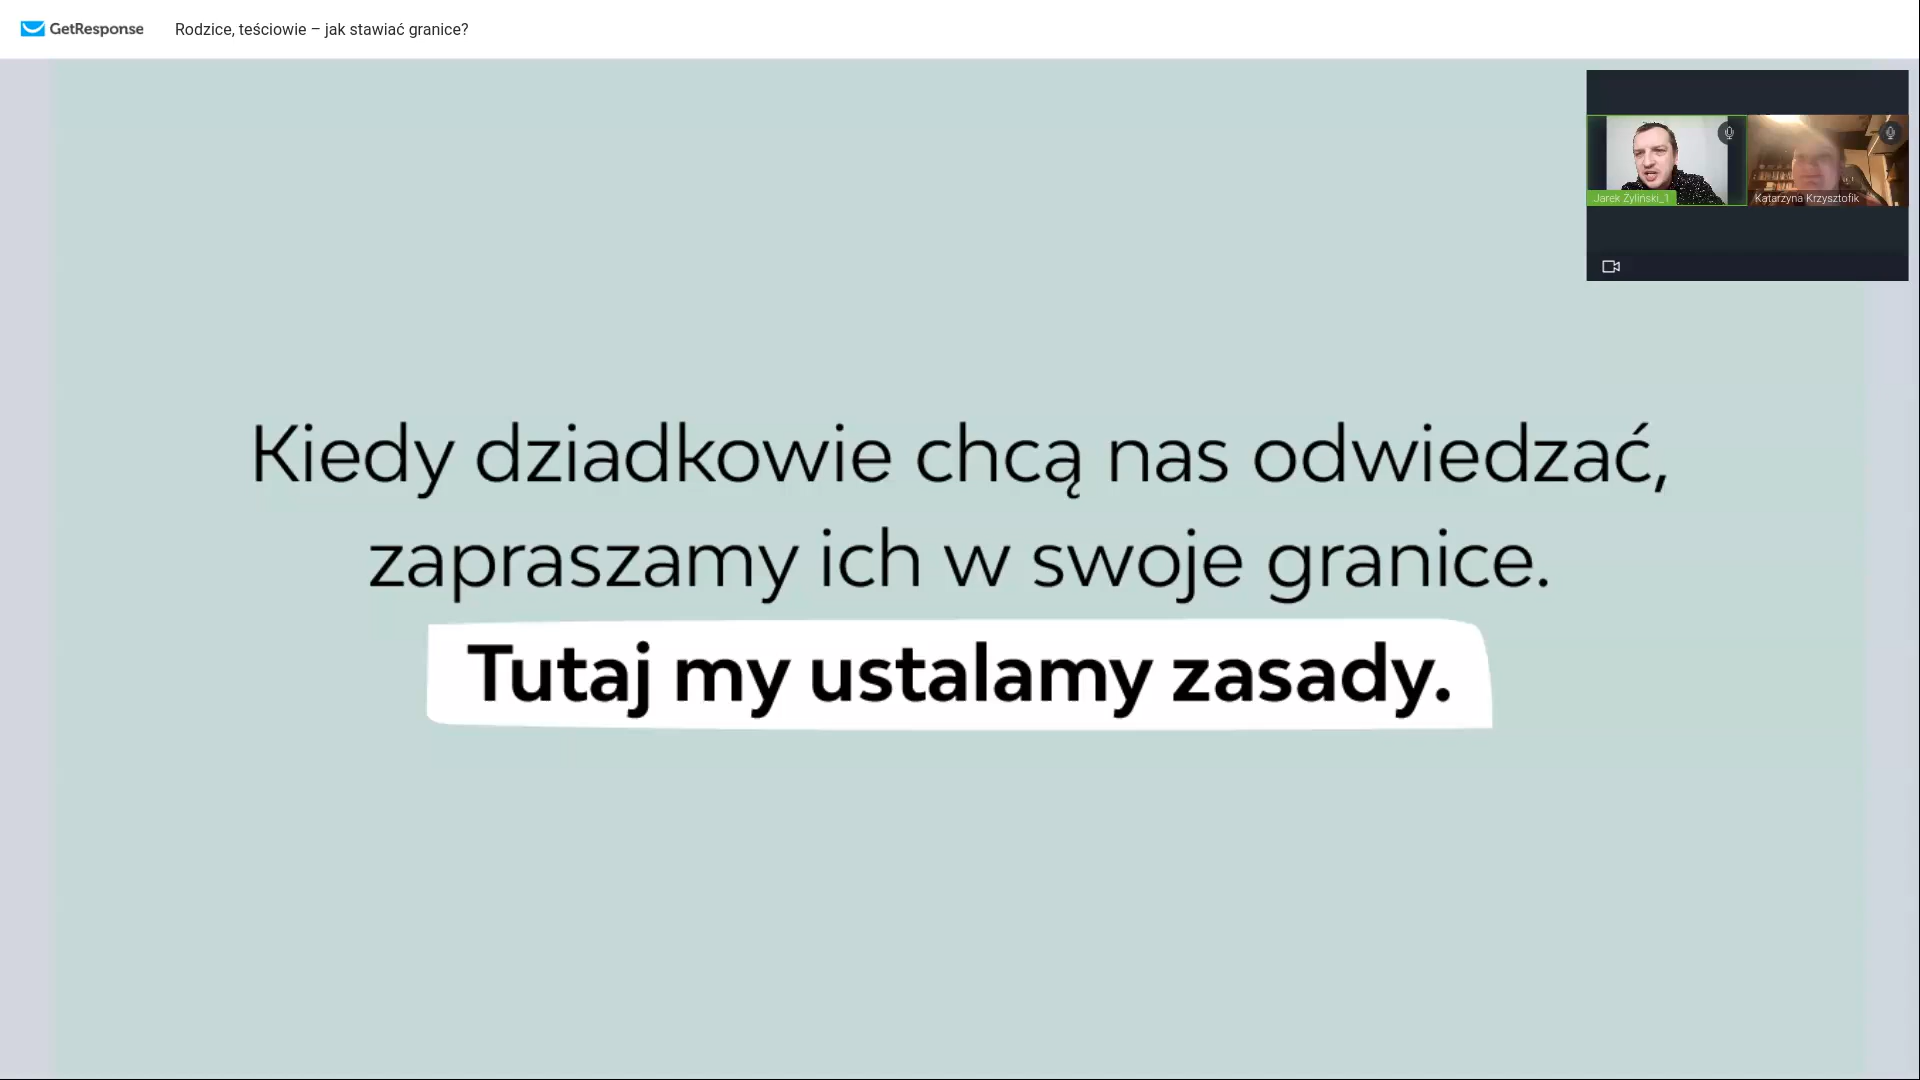 GetResponse
Rodzice, teściowie – jak stawiać granice?
Jarek Żyliński_1
Katarzyna Krzysztofik
Kiedy dziadkowie chcą nas odwiedzać,
zapraszamy ich w swoje granice.
Tutaj my ustalamy zasady.